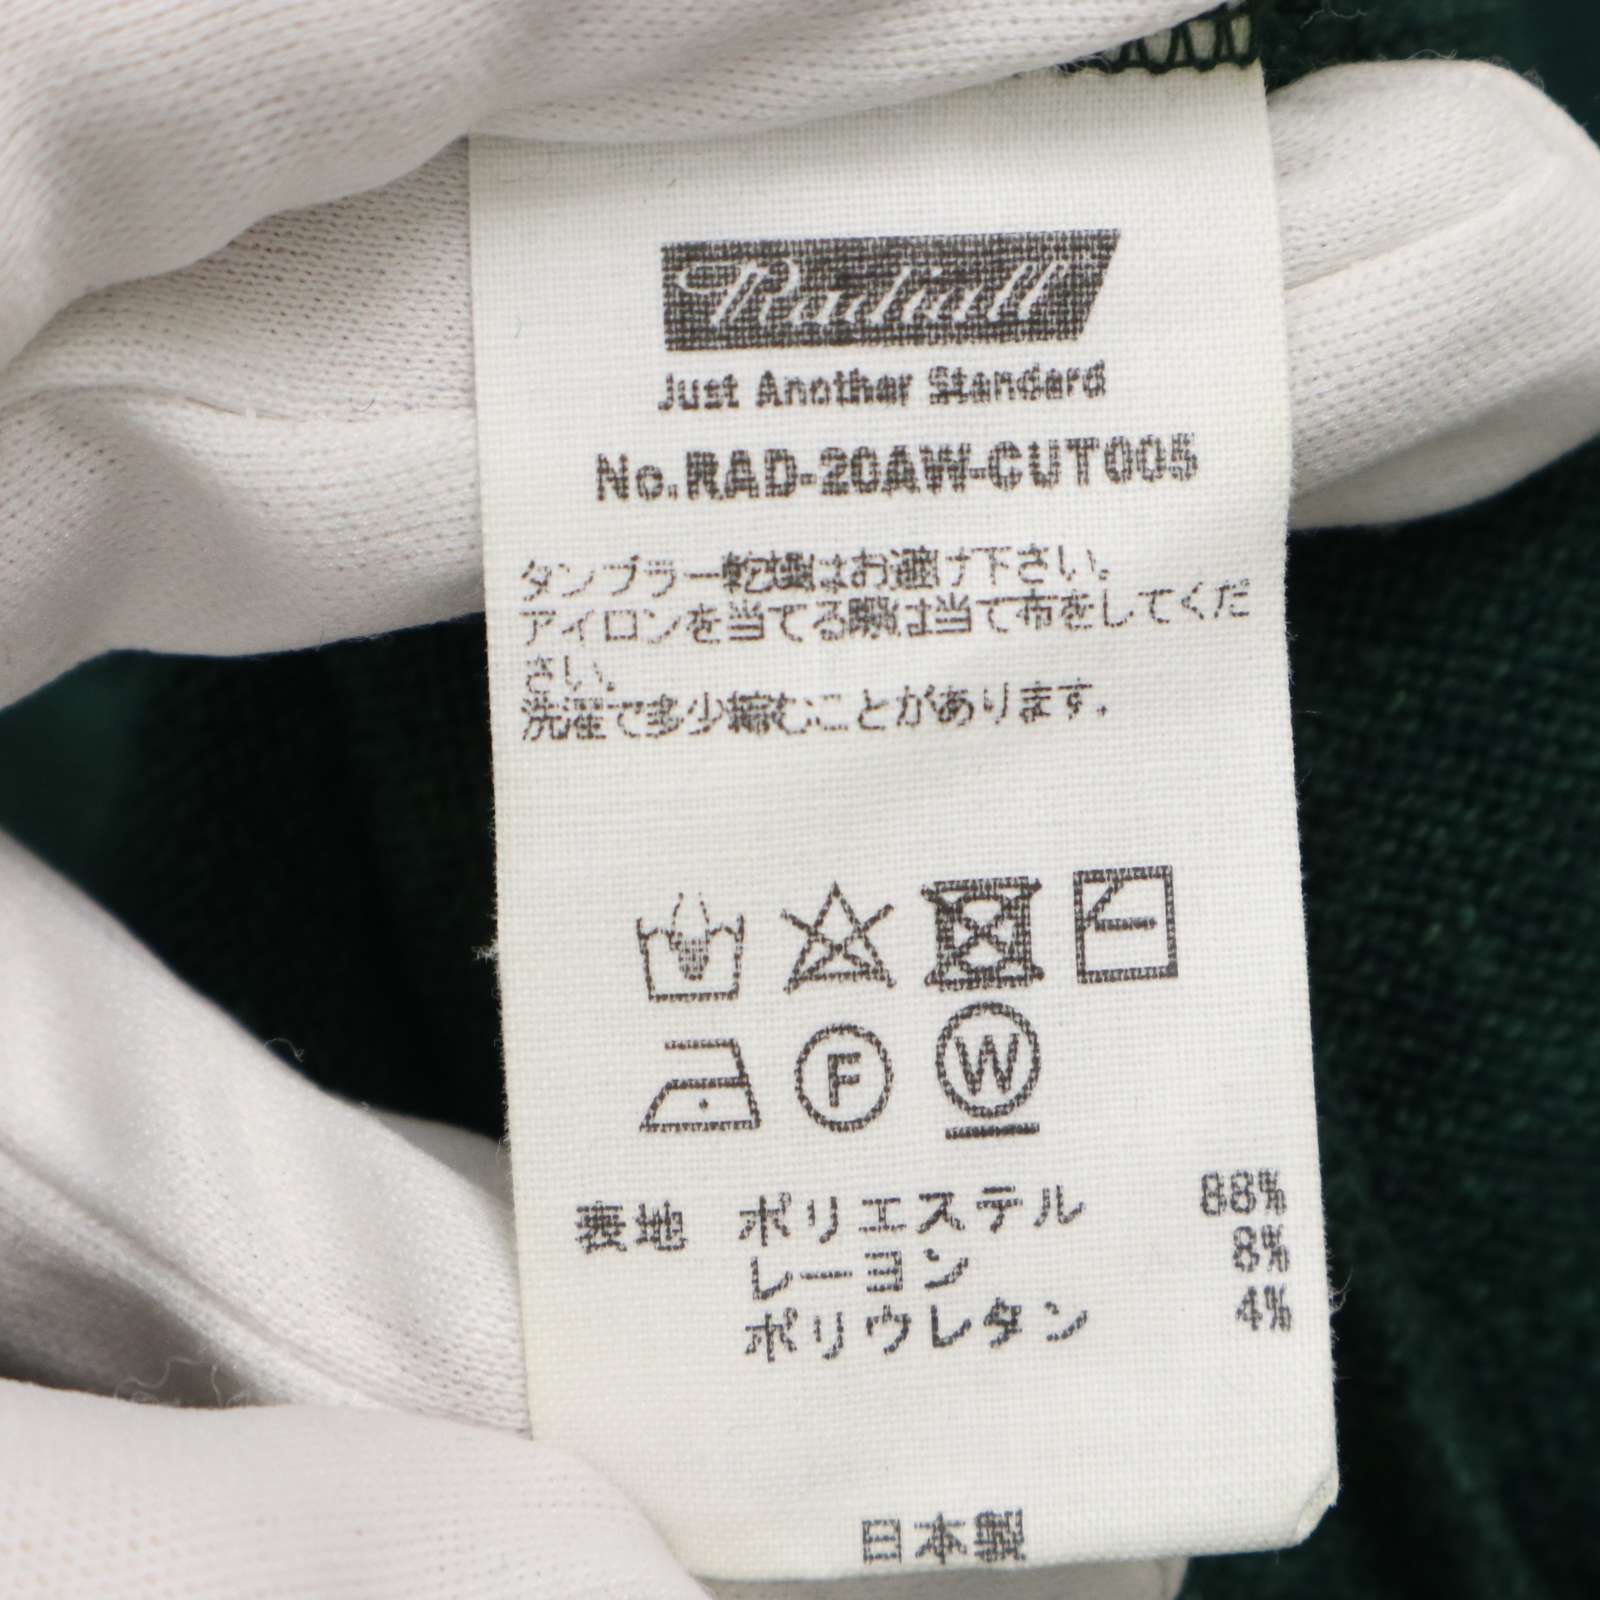 Radiall
Just Another Standard
No.RAD-20AW-CUT005
タンブラー乾燥はお避け下さい。
アイロンを当てる際は当て布をしてくだ
さい。
洗濯で多少縮むことがあります。
F W
表地 ポリエステル 88%
レーヨン 8%
ポリウレタン 4%
日本製